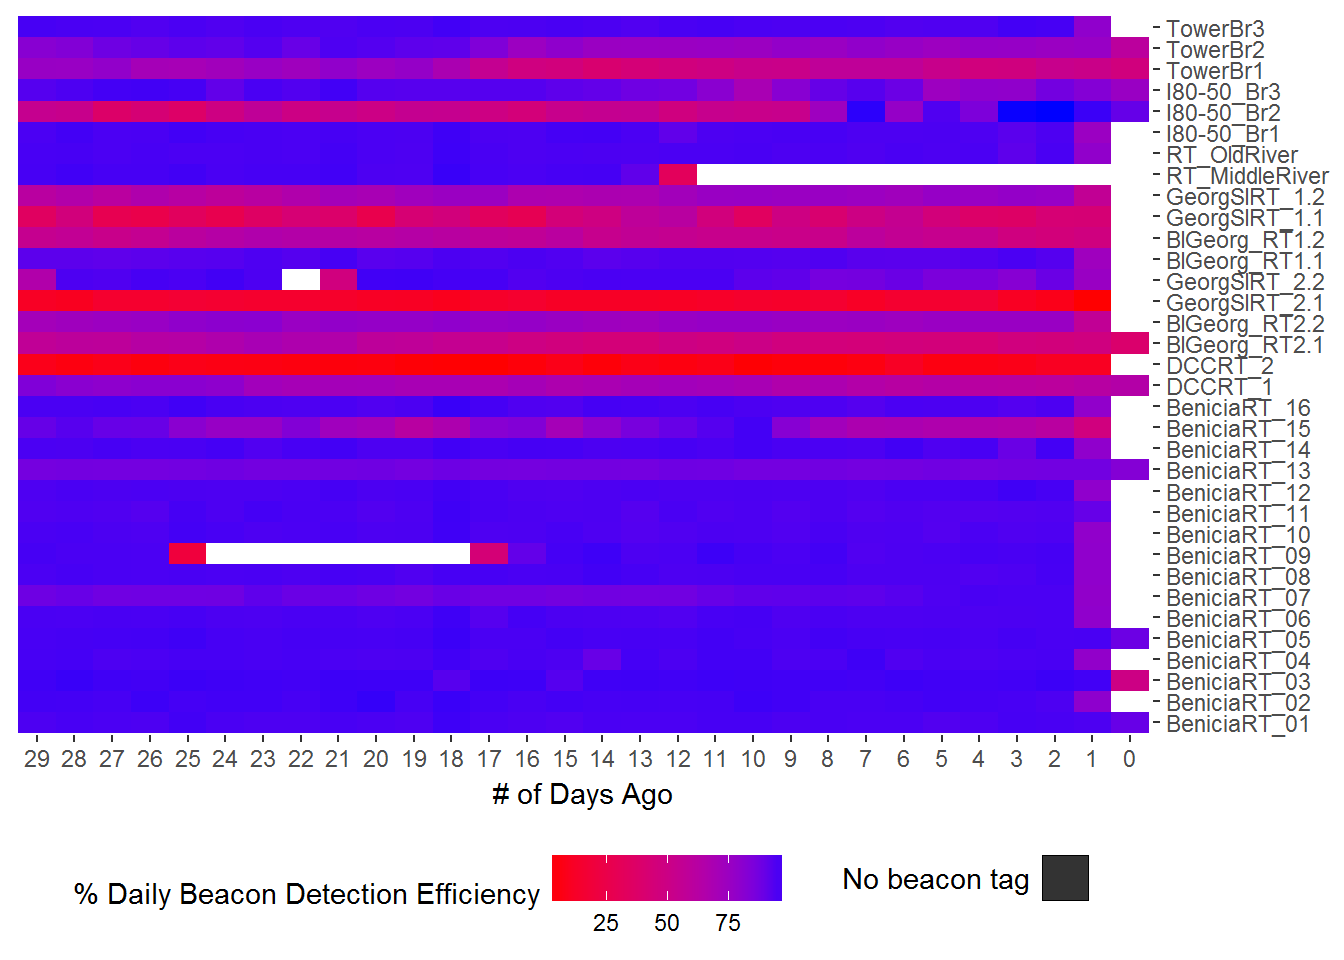 TowerBr3
TowerBr2
TowerBr1
I80-50_Br3
I80-50_Br2
I80-50_Br1
RT_OldRiver
RT_MiddleRiver
GeorgSlRT_1.2
GeorgSlRT_1.1
BlGeorg_RT1.2
BlGeorg_RT1.1
GeorgSlRT_2.2
GeorgSlRT_2.1
BlGeorg_RT2.2
BlGeorg_RT2.1
DCCRT_2
DCCRT_1
BeniciaRT_16
BeniciaRT_15
BeniciaRT_14
BeniciaRT_13
BeniciaRT_12
BeniciaRT_11
BeniciaRT_10
BeniciaRT_09
BeniciaRT_08
BeniciaRT_07
BeniciaRT_06
BeniciaRT_05
BeniciaRT_04
BeniciaRT_03
BeniciaRT_02
BeniciaRT_01
29 28 27 26 25 24 23 22 21 20 19 18 17 16 15 14 13 12 11 10 9 8 7 6 5 4 3 2 1 0
# of Days Ago
% Daily Beacon Detection Efficiency
25 50 75
No beacon tag